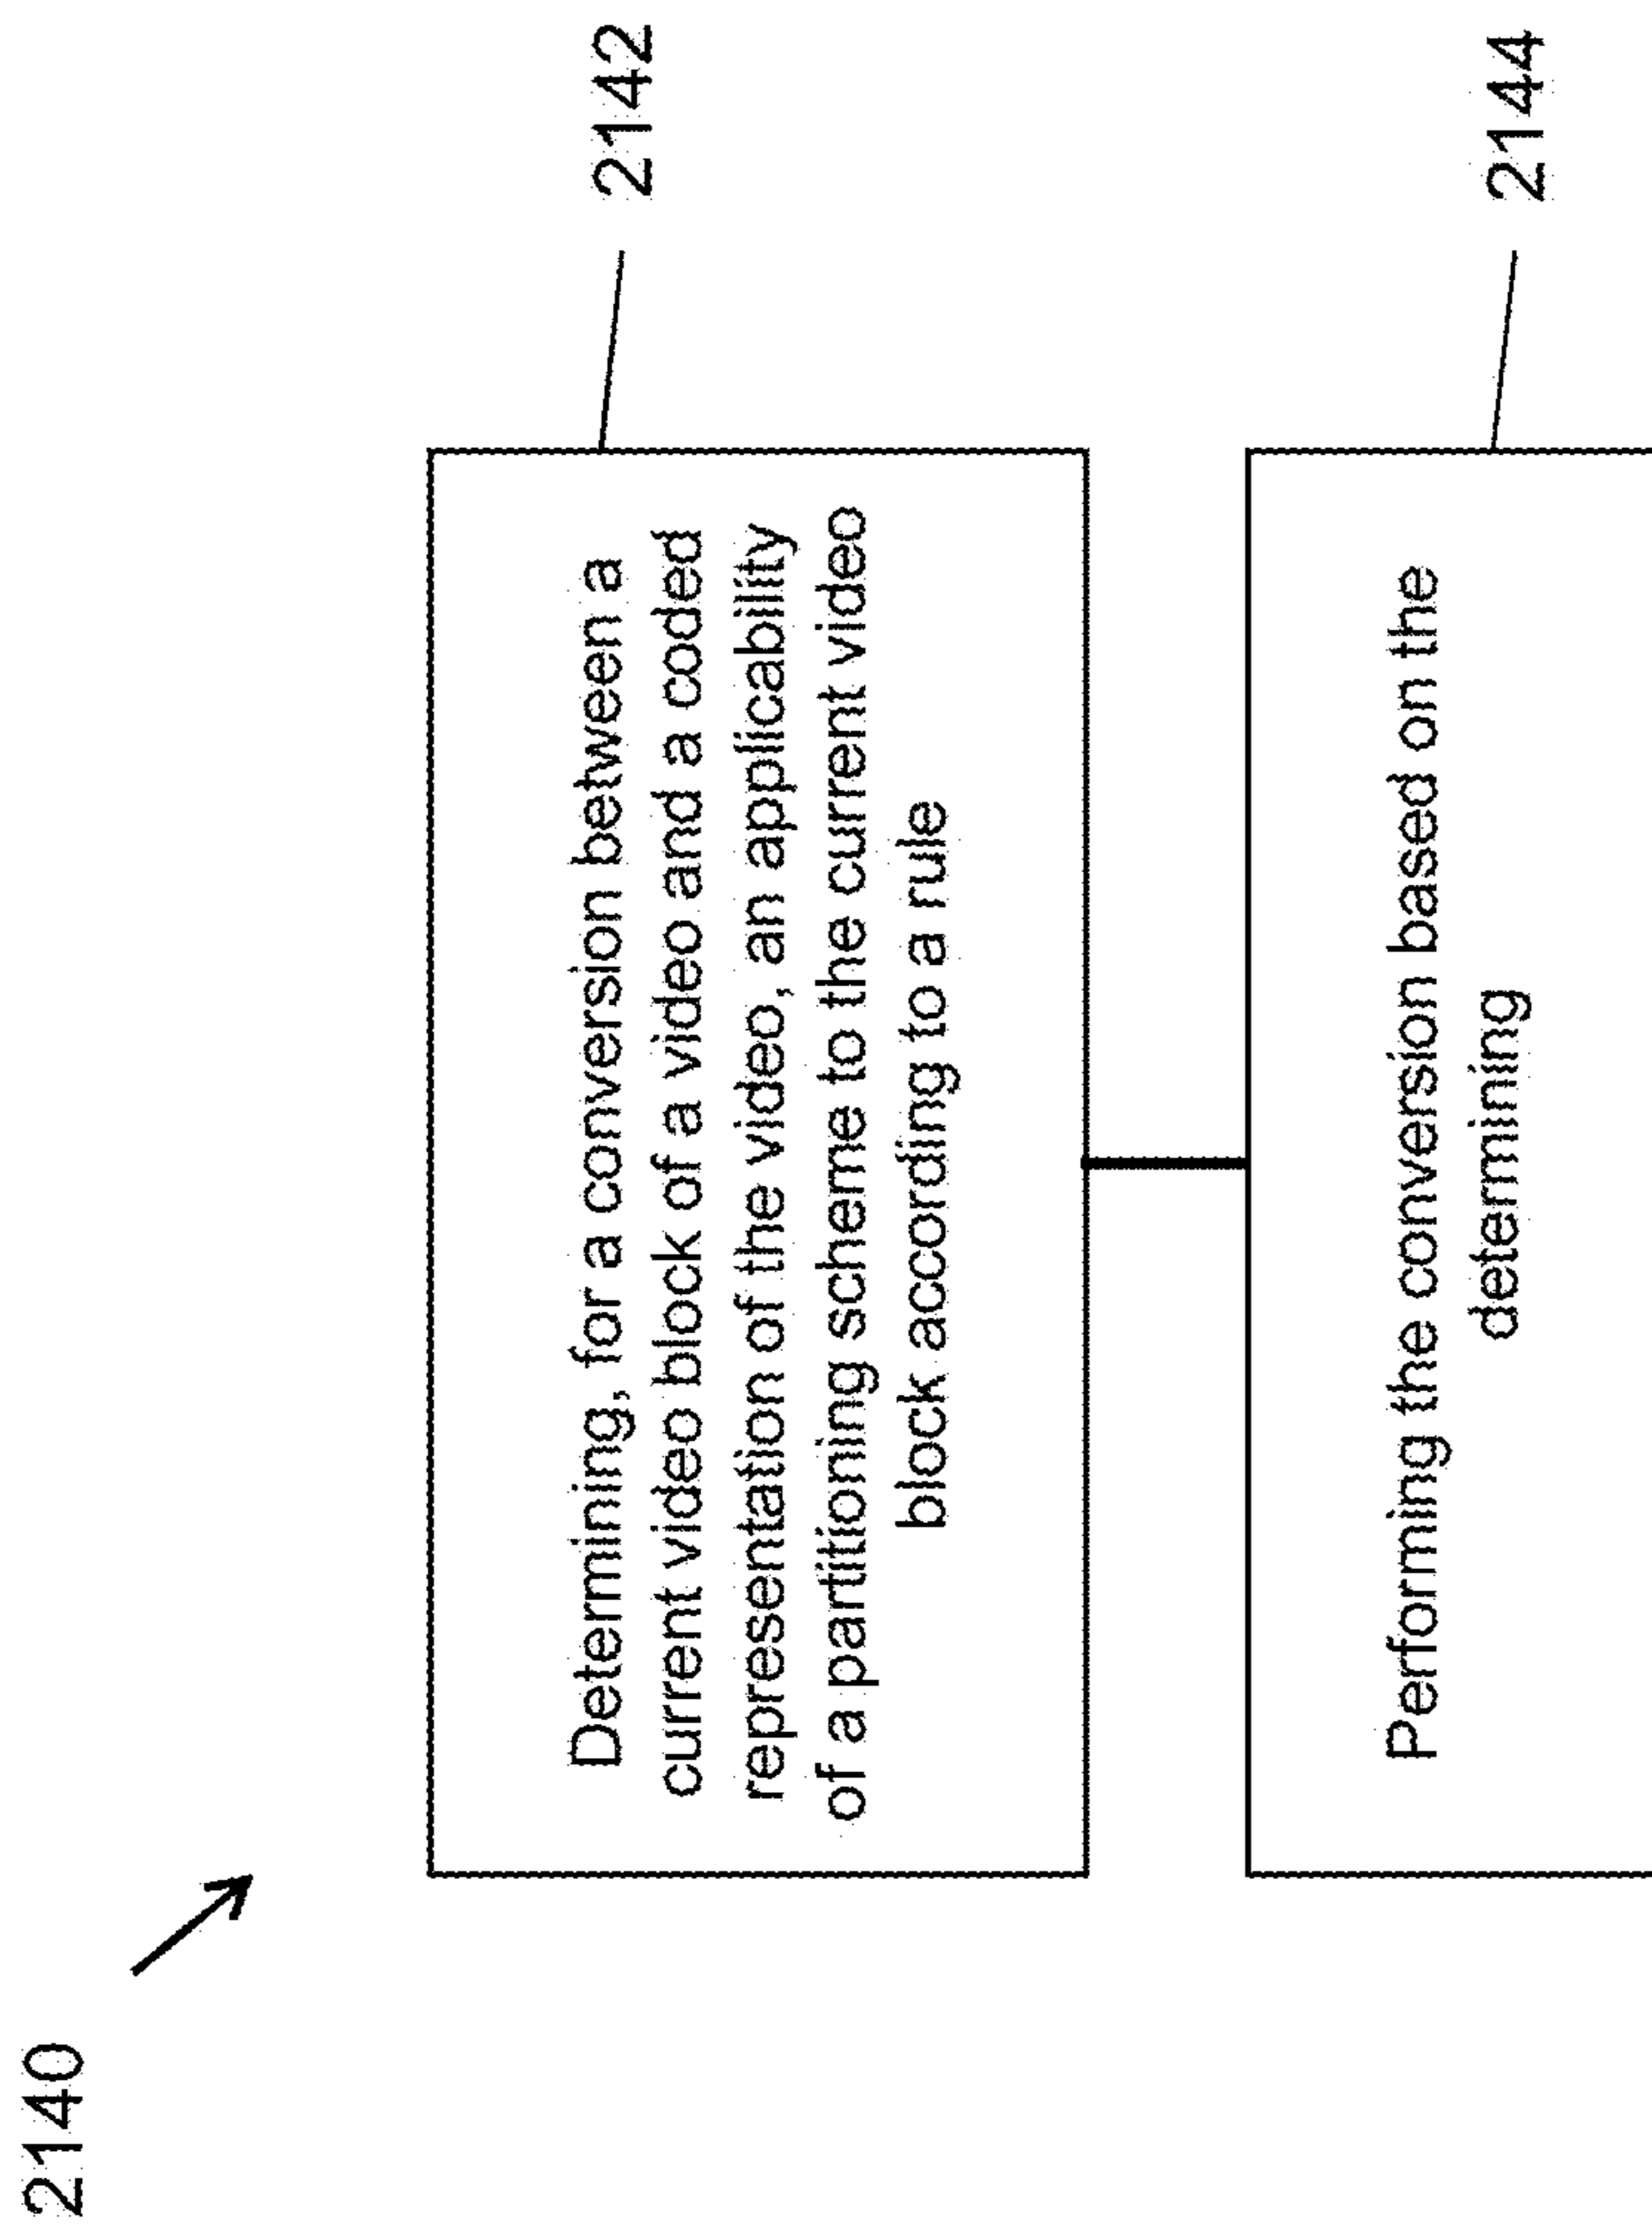 2140
Determining, for a conversion between a
current video block of a video and a coded
representation of the video, an applicability
of a partitioning scheme to the current video
block according to a rule
2142
Performing the conversion based on the
determining
2144